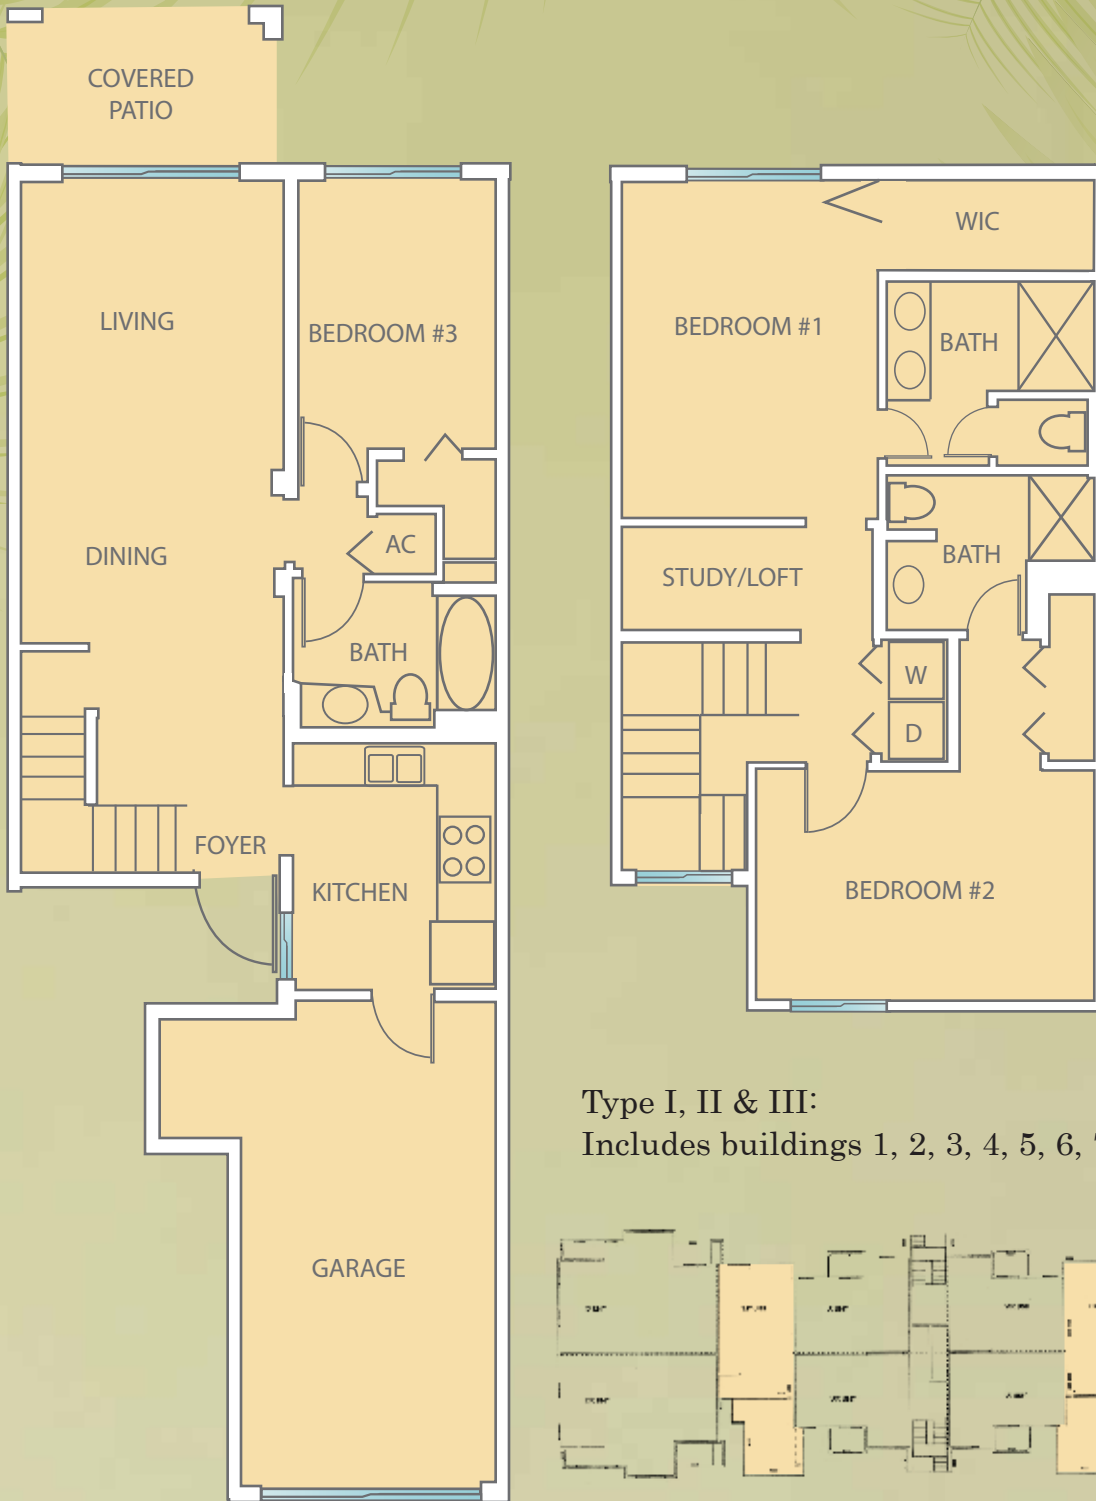 COVERED
PATIO
LIVING
BEDROOM #3
DINING
AC
BATH
FOYER
KITCHEN
GARAGE
WIC
BEDROOM #1
BATH
BATH
STUDY/LOFT
W
D
BEDROOM #2
Type I, II & III:
Includes buildings 1, 2, 3, 4, 5, 6,